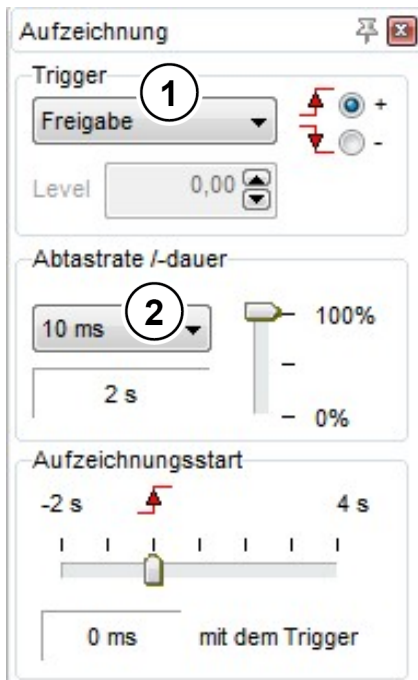 Aufzeichnung
Trigger
1
Freigabe
+
-
Level 0,00
Abtastrate /-dauer
10 ms 2
100%
2 s
0%
Aufzeichnungsstart
-2 s 4 s
0 ms mit dem Trigger